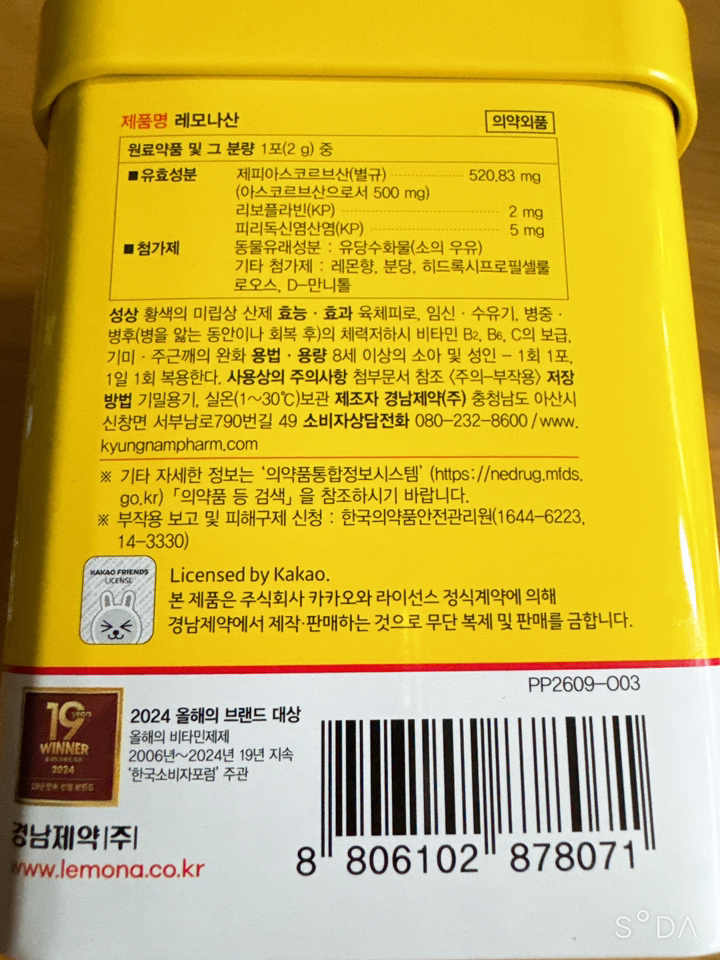 제품명 레모나산
의약외품
원료약품 및 그 분량 1포(2 g) 중
■유효성분 제피아스코르브산(별규) 520.83 mg
(아스코르브산으로서 500 mg)
리보플라빈(KP) 2 mg
피리독신염산염(KP) 5 mg
■첨가제 동물유래성분 : 유당수화물(소의 우유)
기타 첨가제 : 레몬향, 분당, 히드록시프로필셀룰
로오스, D-만니톨
성상 황색의 미립상 산제 효능·효과 육체피로, 임신·수유기, 병중·
병후(병을 앓는 동안이나 회복 후)의 체력저하시 비타민 B2, B6, C의 보급,
기미·주근깨의 완화 용법·용량 8세 이상의 소아 및 성인 – 1회 1포,
1일 1회 복용한다. 사용상의 주의사항 첨부문서 참조 <주의-부작용> 저장
방법 기밀용기, 실온(1~30℃)보관 제조자 경남제약(주) 충청남도 아산시
신창면 서부남로790번길 49 소비자상담전화 080-232-8600/www.
kyungnampharm.com
※ 기타 자세한 정보는 '의약품통합정보시스템' (https://nedrug.mfds.
go.kr) 「의약품 등 검색」을 참조하시기 바랍니다.
※ 부작용 보고 및 피해구제 신청 : 한국의약품안전관리원(1644-6223,
14-3330)
KAKAO FRIENDS
LICENSE
Licensed by Kakao.
본 제품은 주식회사 카카오와 라이선스 정식계약에 의해
경남제약에서 제작·판매하는 것으로 무단 복제 및 판매를 금합니다.
PP2609-003
19 years
WINNER
2024
2024 올해의 브랜드 대상
올해의 비타민제제
2006년~2024년 19년 지속
'한국소비자포럼' 주관
경남제약(주)
www.lemona.co.kr
8 806102 878071
SODA